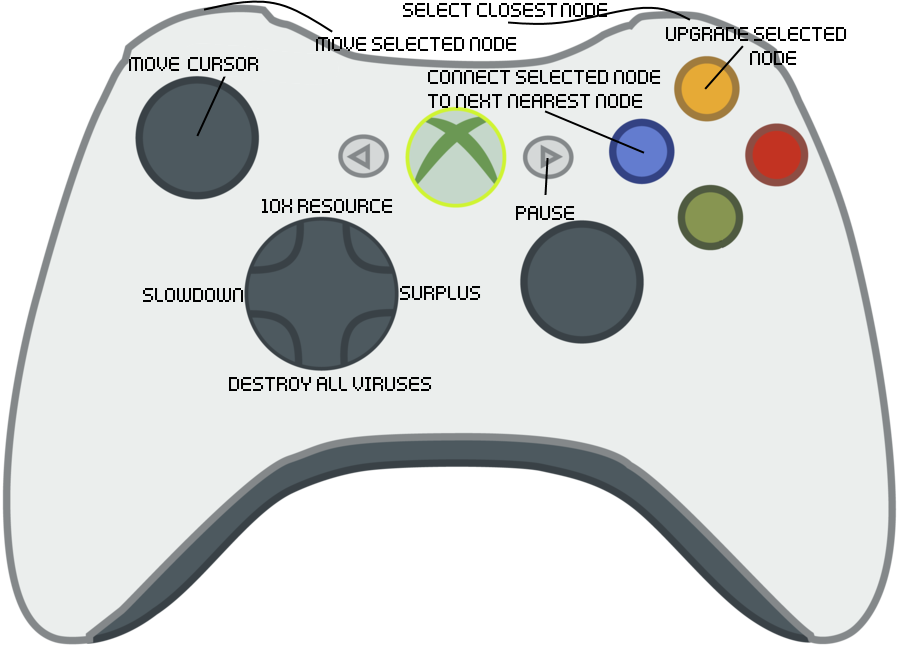 SELECT CLOSEST NODE
MOVE SELECTED NODE
UPGRADE SELECTED
NODE
MOVE CURSOR
CONNECT SELECTED NODE
TO NEXT NEAREST NODE
10X RESOURCE
PAUSE
SLOWDOWN
SURPLUS
DESTROY ALL VIRUSES